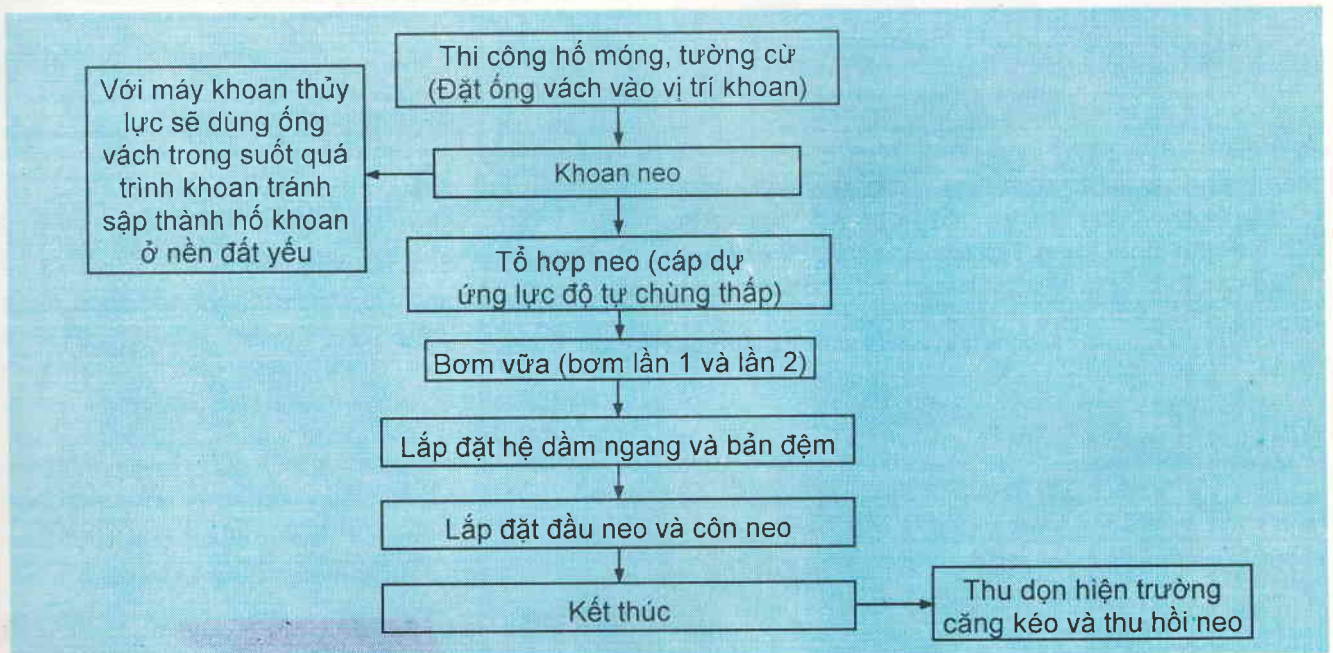 Thi công hố móng, tường cừ
(Đặt ống vách vào vị trí khoan)
Với máy khoan thủy
lực sẽ dùng ống
vách trong suốt quá
trình khoan tránh
sập thành hố khoan
ở nền đất yếu
Khoan neo
Tổ hợp neo (cáp dự
ứng lực độ tự chùng thấp)
Bơm vữa (bơm lần 1 và lần 2)
Lắp đặt hệ dầm ngang và bản đệm
Lắp đặt đầu neo và côn neo
Kết thúc
Thu dọn hiện trường
căng kéo và thu hồi neo